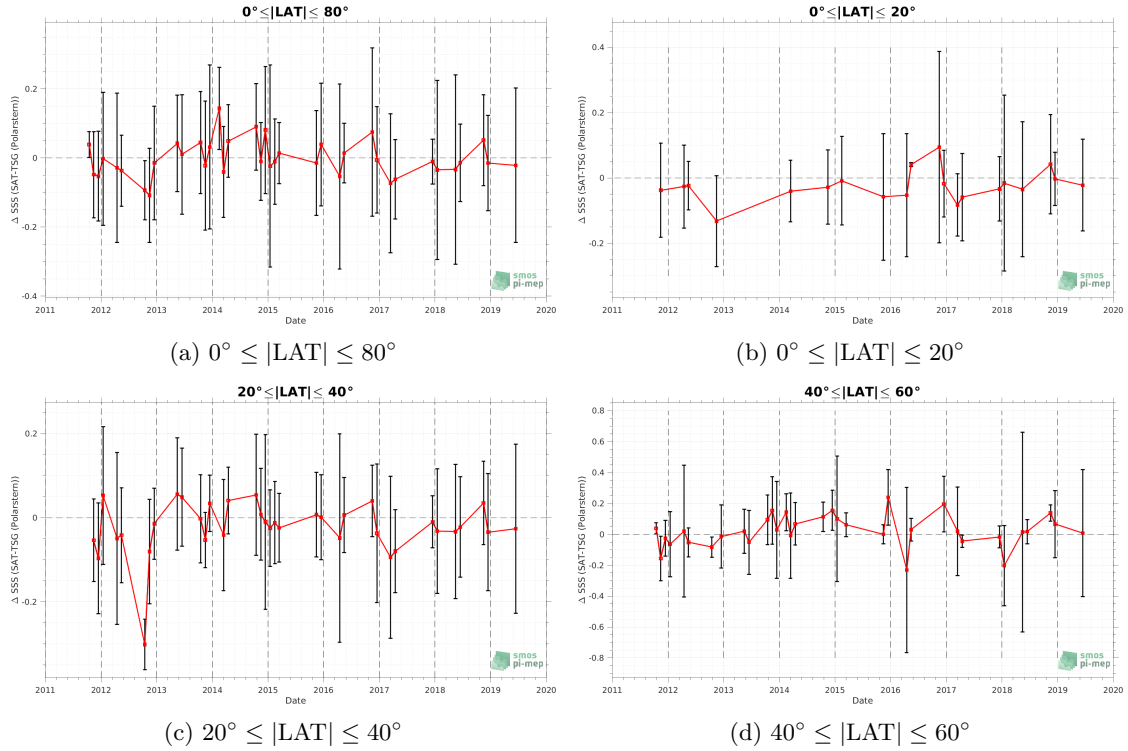 0°≤|LAT|≤ 80°
Δ SSS (SAT-TSG (Polarstern))
0.2
0
-0.2
-0.4
2011 2012 2013 2014 2015 2016 2017 2018 2019 2020
Date
smos
pi-mep
(a) 0° ≤ |LAT| ≤ 80°
0°≤|LAT|≤ 20°
Δ SSS (SAT-TSG (Polarstern))
0.4
0.2
0
-0.2
2011 2012 2013 2014 2015 2016 2017 2018 2019 2020
Date
smos
pi-mep
(b) 0° ≤ |LAT| ≤ 20°
20°≤|LAT|≤ 40°
Δ SSS (SAT-TSG (Polarstern))
0.2
0
-0.2
2011 2012 2013 2014 2015 2016 2017 2018 2019 2020
Date
smos
pi-mep
(c) 20° ≤ |LAT| ≤ 40°
40°≤|LAT|≤ 60°
Δ SSS (SAT-TSG (Polarstern))
0.8
0.6
0.4
0.2
0
-0.2
-0.4
-0.6
-0.8
2011 2012 2013 2014 2015 2016 2017 2018 2019 2020
Date
smos
pi-mep
(d) 40° ≤ |LAT| ≤ 60°